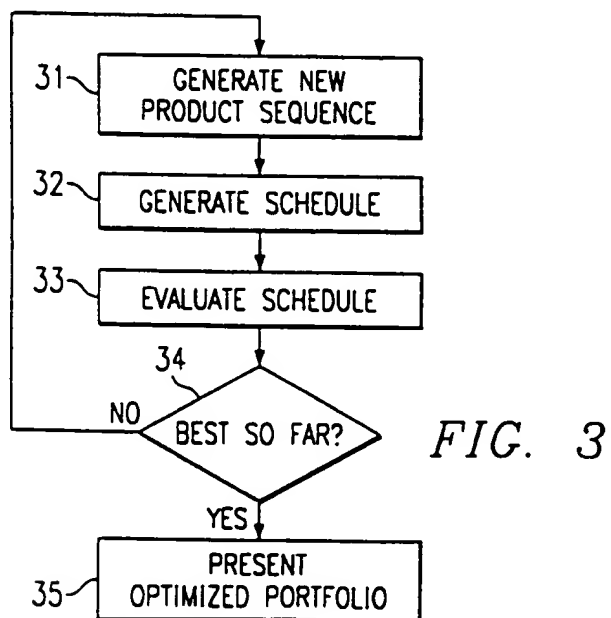 31
GENERATE NEW
PRODUCT SEQUENCE
32
GENERATE SCHEDULE
33
EVALUATE SCHEDULE
34
NO
BEST SO FAR?
FIG. 3
YES
35
PRESENT
OPTIMIZED PORTFOLIO